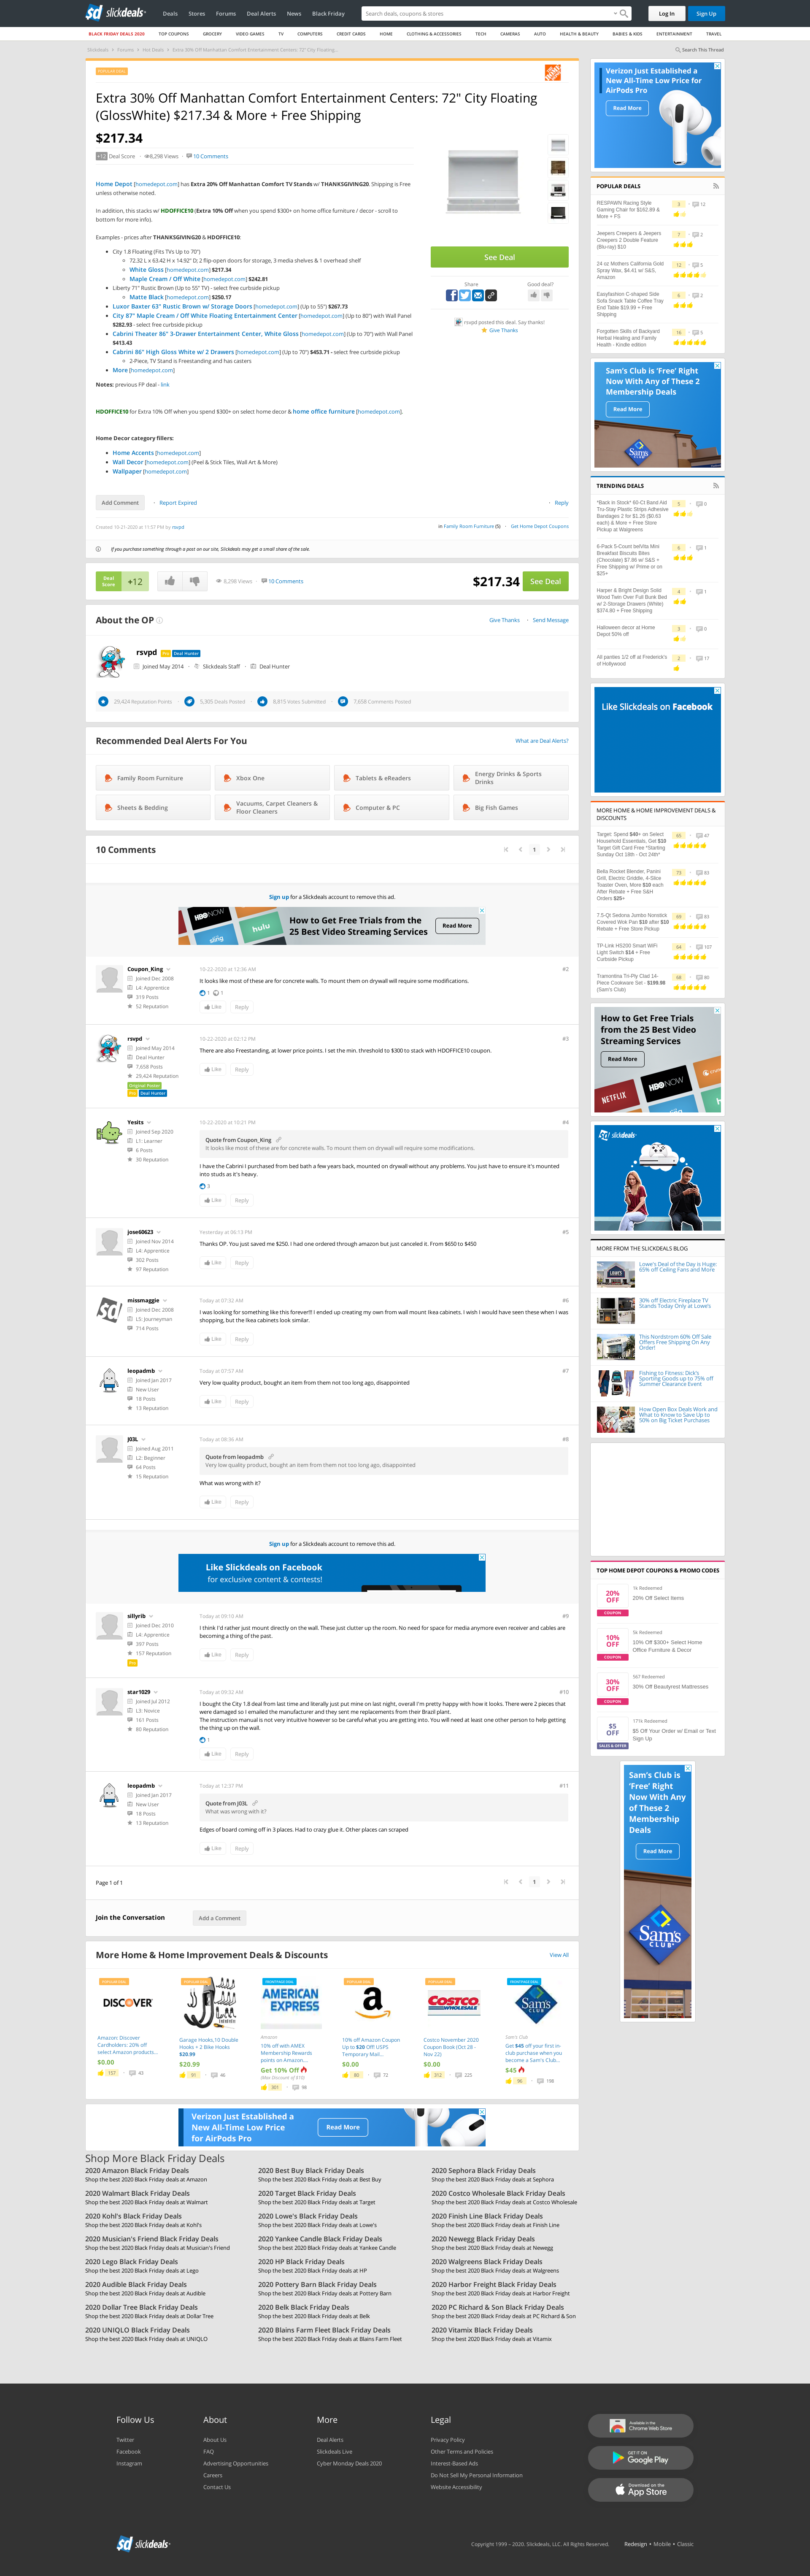 slickdeals
Deals Stores Forums Deal Alerts News Black Friday
Search deals, coupons & stores
Log In
Sign Up
BLACK FRIDAY DEALS 2020 TOP COUPONS GROCERY VIDEO GAMES TV COMPUTERS CREDIT CARDS HOME CLOTHING & ACCESSORIES TECH CAMERAS AUTO HEALTH & BEAUTY BABIES & KIDS ENTERTAINMENT TRAVEL
Slickdeals Forums Hot Deals Extra 30% Off Manhattan Comfort Entertainment Centers: 72" City Floating...
Search This Thread
POPULAR DEAL
Extra 30% Off Manhattan Comfort Entertainment Centers: 72" City Floating
(GlossWhite) $217.34 & More + Free Shipping
$217.34
+12 Deal Score 8,298 Views 10 Comments
Home Depot [homedepot.com] has Extra 20% Off Manhattan Comfort TV Stands w/ THANKSGIVING20. Shipping is Free
unless otherwise noted.
In addition, this stacks w/ HDOFFICE10 (Extra 10% Off when you spend $300+ on home office furniture / decor - scroll to
bottom for more info).
Examples - prices after THANKSGIVING20 & HDOFFICE10:
City 1.8 Floating (Fits TVs Up to 70")
72.32 L x 63.42 H x 14.92" D; 2 flip-open doors for storage, 3 media shelves & 1 overhead shelf
White Gloss [homedepot.com] $217.34
Maple Cream / Off White [homedepot.com] $242.81
Liberty 71" Rustic Brown (Up to 55" TV) - select free curbside pickup
Matte Black [homedepot.com] $250.17
Luxor Baxter 63" Rustic Brown w/ Storage Doors [homedepot.com] (Up to 55") $267.73
City 87" Maple Cream / Off White Floating Entertainment Center [homedepot.com] (Up to 80") with Wall Panel
$282.93 - select free curbside pickup
Cabrini Theater 86" 3-Drawer Entertainment Center, White Gloss [homedepot.com] (Up to 70") with Wall Panel
$413.43
Cabrini 86" High Gloss White w/ 2 Drawers [homedepot.com] (Up to 70") $453.71 - select free curbside pickup
2-Piece, TV Stand is Freestanding and has casters
More [homedepot.com]
Notes: previous FP deal - link
HDOFFICE10 for Extra 10% Off when you spend $300+ on select home decor & home office furniture [homedepot.com].
Home Decor category fillers:
Home Accents [homedepot.com]
Wall Decor [homedepot.com] (Peel & Stick Tiles, Wall Art & More)
Wallpaper [homedepot.com]
See Deal
Share Good deal?
rsvpd posted this deal. Say thanks!
Give Thanks
Add Comment Report Expired Reply
Created 10-21-2020 at 11:57 PM by rsvpd
in Family Room Furniture (5) Get Home Depot Coupons
If you purchase something through a post on our site, Slickdeals may get a small share of the sale.
Deal
Score
+12 8,298 Views 10 Comments $217.34 See Deal
About the OP Give Thanks Send Message
rsvpd Pro Deal Hunter
Joined May 2014 Slickdeals Staff Deal Hunter
29,424 Reputation Points 5,305 Deals Posted 8,815 Votes Submitted 7,658 Comments Posted
Recommended Deal Alerts For You What are Deal Alerts?
Family Room Furniture
Xbox One
Tablets & eReaders
Energy Drinks & Sports
Drinks
Sheets & Bedding
Vacuums, Carpet Cleaners &
Floor Cleaners
Computer & PC
Big Fish Games
10 Comments 1
Sign up for a Slickdeals account to remove this ad.
HBO NOW
hulu
How to Get Free Trials from the
25 Best Video Streaming Services
Read More
Coupon_King 10-22-2020 at 12:36 AM #2
Joined Dec 2008
L4: Apprentice
319 Posts
52 Reputation
It looks like most of these are for concrete walls. To mount them on drywall will require some modifications.
1 1
Like Reply
rsvpd 10-22-2020 at 02:12 PM #3
Joined May 2014
Deal Hunter
7,658 Posts
29,424 Reputation
Original Poster
Pro Deal Hunter
There are also Freestanding, at lower price points. I set the min. threshold to $300 to stack with HDOFFICE10 coupon.
Like Reply
YesIts 10-22-2020 at 10:21 PM #4
Joined Sep 2020
L1: Learner
6 Posts
30 Reputation
Quote from Coupon_King
It looks like most of these are for concrete walls. To mount them on drywall will require some modifications.
I have the Cabrini I purchased from bed bath a few years back, mounted on drywall without any problems. You just have to ensure it's mounted
into studs as it's heavy.
3
Like Reply
jose60623 Yesterday at 06:13 PM #5
Joined Nov 2014
L4: Apprentice
302 Posts
97 Reputation
Thanks OP. You just saved me $250. I had one ordered through amazon but just canceled it. From $650 to $450
Like Reply
missmaggie Today at 07:32 AM #6
Joined Dec 2008
L5: Journeyman
714 Posts
I was looking for something like this forever!! I ended up creating my own from wall mount Ikea cabinets. I wish I would have seen these when I was
shopping, but the Ikea cabinets look similar.
Like Reply
leopadmb Today at 07:57 AM #7
Joined Jan 2017
New User
18 Posts
13 Reputation
Very low quality product, bought an item from them not too long ago, disappointed
Like Reply
J03L Today at 08:36 AM #8
Joined Aug 2011
L2: Beginner
64 Posts
15 Reputation
Quote from leopadmb
Very low quality product, bought an item from them not too long ago, disappointed
What was wrong with it?
Like Reply
Sign up for a Slickdeals account to remove this ad.
Like Slickdeals on Facebook
for exclusive content & contests!
sillyrib Today at 09:10 AM #9
Joined Dec 2010
L4: Apprentice
397 Posts
157 Reputation
Pro
I think I'd rather just mount directly on the wall. These just clutter up the room. No need for space for media anymore even receiver and cables are
becoming a thing of the past.
Like Reply
star1029 Today at 09:32 AM #10
Joined Jul 2012
L3: Novice
161 Posts
80 Reputation
I bought the City 1.8 deal from last time and literally just put mine on last night, overall I'm pretty happy with how it looks. There were 2 pieces that
were damaged so I emailed the manufacturer and they sent me replacements from their Brazil plant.
The instruction manual is not very intuitive however so be careful what you are getting into. You will need at least one other person to help getting
the thing up on the wall.
1
Like Reply
leopadmb Today at 12:37 PM #11
Joined Jan 2017
New User
18 Posts
13 Reputation
Quote from J03L
What was wrong with it?
Edges of board coming off in 3 places. Had to crazy glue it. Other places can scraped
Like Reply
Page 1 of 1 1
Join the Conversation Add a Comment
More Home & Home Improvement Deals & Discounts View All
DISCOVER
Amazon: Discover
Cardholders: 20% off
select Amazon products...
$0.00
157 43
Garage Hooks,10 Double
Hooks + 2 Bike Hooks
$20.99
$20.99
91 46
AMERICAN
EXPRESS
Amazon
10% off with AMEX
Membership Rewards
points on Amazon,...
Get 10% Off
(Max Discount of $10)
301 98
10% off Amazon Coupon
Up to $20 Off! USPS
Temporary Mail...
$0.00
80 72
COSTCO
WHOLESALE
Costco November 2020
Coupon Book (Oct 28 -
Nov 22)
$0.00
312 225
Sam's Club
Get $45 off your first in-
club purchase when you
become a Sam's Club...
$45
96 198
Verizon Just Established a
New All-Time Low Price
for AirPods Pro
Read More
Shop More Black Friday Deals
2020 Amazon Black Friday Deals
Shop the best 2020 Black Friday deals at Amazon
2020 Best Buy Black Friday Deals
Shop the best 2020 Black Friday deals at Best Buy
2020 Sephora Black Friday Deals
Shop the best 2020 Black Friday deals at Sephora
2020 Walmart Black Friday Deals
Shop the best 2020 Black Friday deals at Walmart
2020 Target Black Friday Deals
Shop the best 2020 Black Friday deals at Target
2020 Costco Wholesale Black Friday Deals
Shop the best 2020 Black Friday deals at Costco Wholesale
2020 Kohl's Black Friday Deals
Shop the best 2020 Black Friday deals at Kohl's
2020 Lowe's Black Friday Deals
Shop the best 2020 Black Friday deals at Lowe's
2020 Finish Line Black Friday Deals
Shop the best 2020 Black Friday deals at Finish Line
2020 Musician's Friend Black Friday Deals
Shop the best 2020 Black Friday deals at Musician's Friend
2020 Yankee Candle Black Friday Deals
Shop the best 2020 Black Friday deals at Yankee Candle
2020 Newegg Black Friday Deals
Shop the best 2020 Black Friday deals at Newegg
2020 Lego Black Friday Deals
Shop the best 2020 Black Friday deals at Lego
2020 HP Black Friday Deals
Shop the best 2020 Black Friday deals at HP
2020 Walgreens Black Friday Deals
Shop the best 2020 Black Friday deals at Walgreens
2020 Audible Black Friday Deals
Shop the best 2020 Black Friday deals at Audible
2020 Pottery Barn Black Friday Deals
Shop the best 2020 Black Friday deals at Pottery Barn
2020 Harbor Freight Black Friday Deals
Shop the best 2020 Black Friday deals at Harbor Freight
2020 Dollar Tree Black Friday Deals
Shop the best 2020 Black Friday deals at Dollar Tree
2020 Belk Black Friday Deals
Shop the best 2020 Black Friday deals at Belk
2020 PC Richard & Son Black Friday Deals
Shop the best 2020 Black Friday deals at PC Richard & Son
2020 UNIQLO Black Friday Deals
Shop the best 2020 Black Friday deals at UNIQLO
2020 Blains Farm Fleet Black Friday Deals
Shop the best 2020 Black Friday deals at Blains Farm Fleet
2020 Vitamix Black Friday Deals
Shop the best 2020 Black Friday deals at Vitamix
Verizon Just Established a
New All-Time Low Price for
AirPods Pro
Read More
POPULAR DEALS
RESPAWN Racing Style
Gaming Chair for $162.89 &
More + FS
3 12
Jeepers Creepers & Jeepers
Creepers 2 Double Feature
(Blu-ray) $10
7 2
24 oz Mothers California Gold
Spray Wax, $4.41 w/ S&S,
Amazon
12 5
Easyfashion C-shaped Side
Sofa Snack Table Coffee Tray
End Table $19.99 + Free
Shipping
6 2
Forgotten Skills of Backyard
Herbal Healing and Family
Health - Kindle edition
16 5
Sam's Club is 'Free' Right
Now With Any of These 2
Membership Deals
Read More
TRENDING DEALS
*Back in Stock* 60-Ct Band Aid
Tru-Stay Plastic Strips Adhesive
Bandages 2 for $1.26 ($0.63
each) & More + Free Store
Pickup at Walgreens
5 0
6-Pack 5-Count belVita Mini
Breakfast Biscuits Bites
(Chocolate) $7.86 w/ S&S +
Free Shipping w/ Prime or on
$25+
6 1
Harper & Bright Design Solid
Wood Twin Over Full Bunk Bed
w/ 2-Storage Drawers (White)
$374.80 + Free Shipping
4 1
Halloween decor at Home
Depot 50% off
3 0
All panties 1/2 off at Frederick's
of Hollywood
2 17
Like Slickdeals on Facebook
MORE HOME & HOME IMPROVEMENT DEALS &
DISCOUNTS
Target: Spend $40+ on Select
Household Essentials, Get $10
Target Gift Card Free *Starting
Sunday Oct 18th - Oct 24th*
65 47
Bella Rocket Blender, Panini
Grill, Electric Griddle, 4-Slice
Toaster Oven, More $10 each
After Rebate + Free S&H
Orders $25+
73 83
7.5-Qt Sedona Jumbo Nonstick
Covered Wok Pan $10 after $10
Rebate + Free Store Pickup
69 83
TP-Link HS200 Smart WiFi
Light Switch $14 + Free
Curbside Pickup
64 107
Tramontina Tri-Ply Clad 14-
Piece Cookware Set - $199.98
(Sam's Club)
68 80
How to Get Free Trials
from the 25 Best Video
Streaming Services
Read More
NETFLIX
HBO NOW
hulu
slickdeals
MORE FROM THE SLICKDEALS BLOG
Lowe's Deal of the Day is Huge:
65% off Ceiling Fans and More
30% off Electric Fireplace TV
Stands Today Only at Lowe's
This Nordstrom 60% Off Sale
Offers Free Shipping On Any
Order!
Fishing to Fitness: Dick's
Sporting Goods up to 75% off
Summer Clearance Event
How Open Box Deals Work and
What to Know to Save Up to
50% on Big Ticket Purchases
TOP HOME DEPOT COUPONS & PROMO CODES
20%
OFF
COUPON
1k Redeemed
20% Off Select Items
10%
OFF
COUPON
5k Redeemed
10% Off $300+ Select Home
Office Furniture & Decor
30%
OFF
COUPON
567 Redeemed
30% Off Beautyrest Mattresses
$5
OFF
SALES & OFFER
171k Redeemed
$5 Off Your Order w/ Email or Text
Sign Up
Sam's Club is
'Free' Right
Now With Any
of These 2
Membership
Deals
Read More
Sam's
CLUB
Follow Us
Twitter
Facebook
Instagram
About
About Us
FAQ
Advertising Opportunities
Careers
Contact Us
More
Deal Alerts
Slickdeals Live
Cyber Monday Deals 2020
Legal
Privacy Policy
Other Terms and Policies
Interest-Based Ads
Do Not Sell My Personal Information
Website Accessibility
Available in the
Chrome Web Store
GET IT ON
Google Play
Download on the
App Store
slickdeals
Copyright 1999 - 2020. Slickdeals, LLC. All Rights Reserved. Redesign • Mobile • Classic